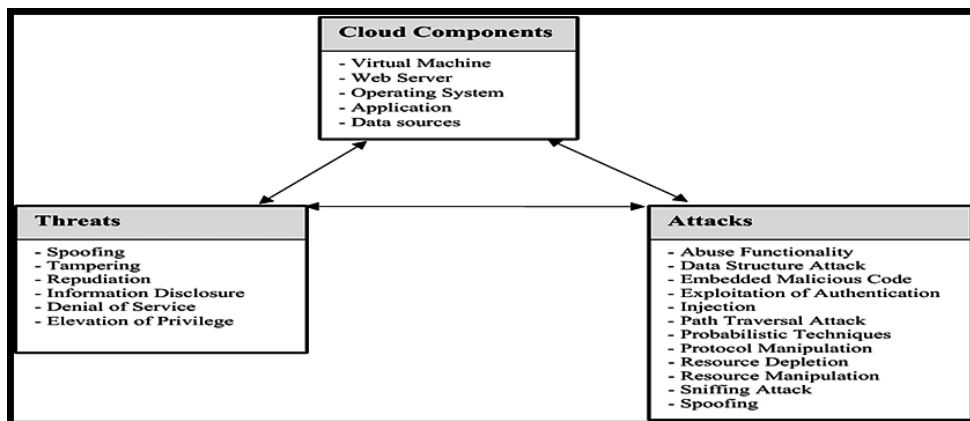 Cloud Components
- Virtual Machine
- Web Server
- Operating System
- Application
- Data sources
Threats
- Spoofing
- Tampering
- Repudiation
- Information Disclosure
- Denial of Service
- Elevation of Privilege
Attacks
- Abuse Functionality
- Data Structure Attack
- Embedded Malicious Code
- Exploitation of Authentication
- Injection
- Path Traversal Attack
- Probabilistic Techniques
- Protocol Manipulation
- Resource Depletion
- Resource Manipulation
- Sniffing Attack
- Spoofing